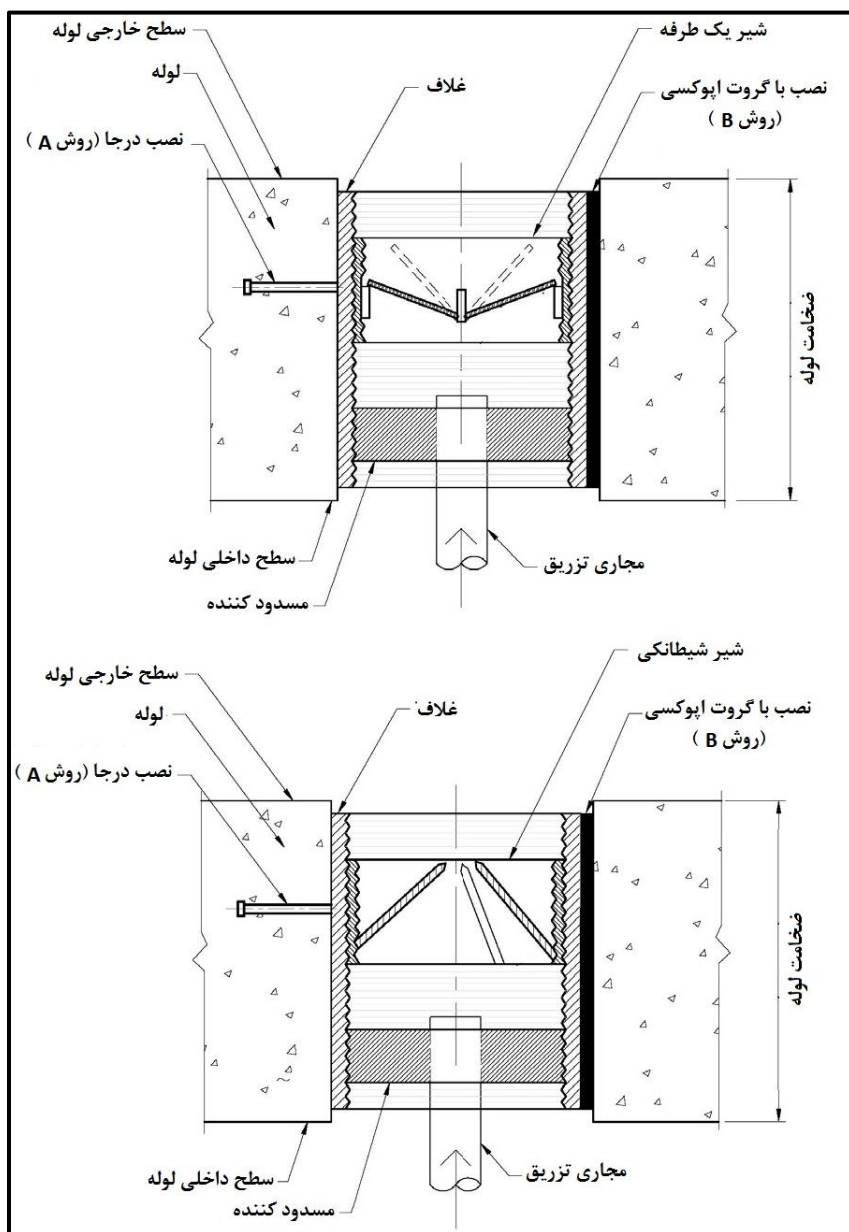 سطح خارجی لوله
شیر یک طرفه
لوله
غلاف
نصب با گروت اپوکسی
(روش B)
نصب درجا (روش A)
ضخامت لوله
سطح داخلی لوله
مجاری تزریق
مسدود کننده
شیر شیطانکی
سطح خارجی لوله
لوله
غلاف
نصب با گروت اپوکسی
(روش B)
نصب درجا (روش A)
ضخامت لوله
سطح داخلی لوله
مجاری تزریق
مسدود کننده